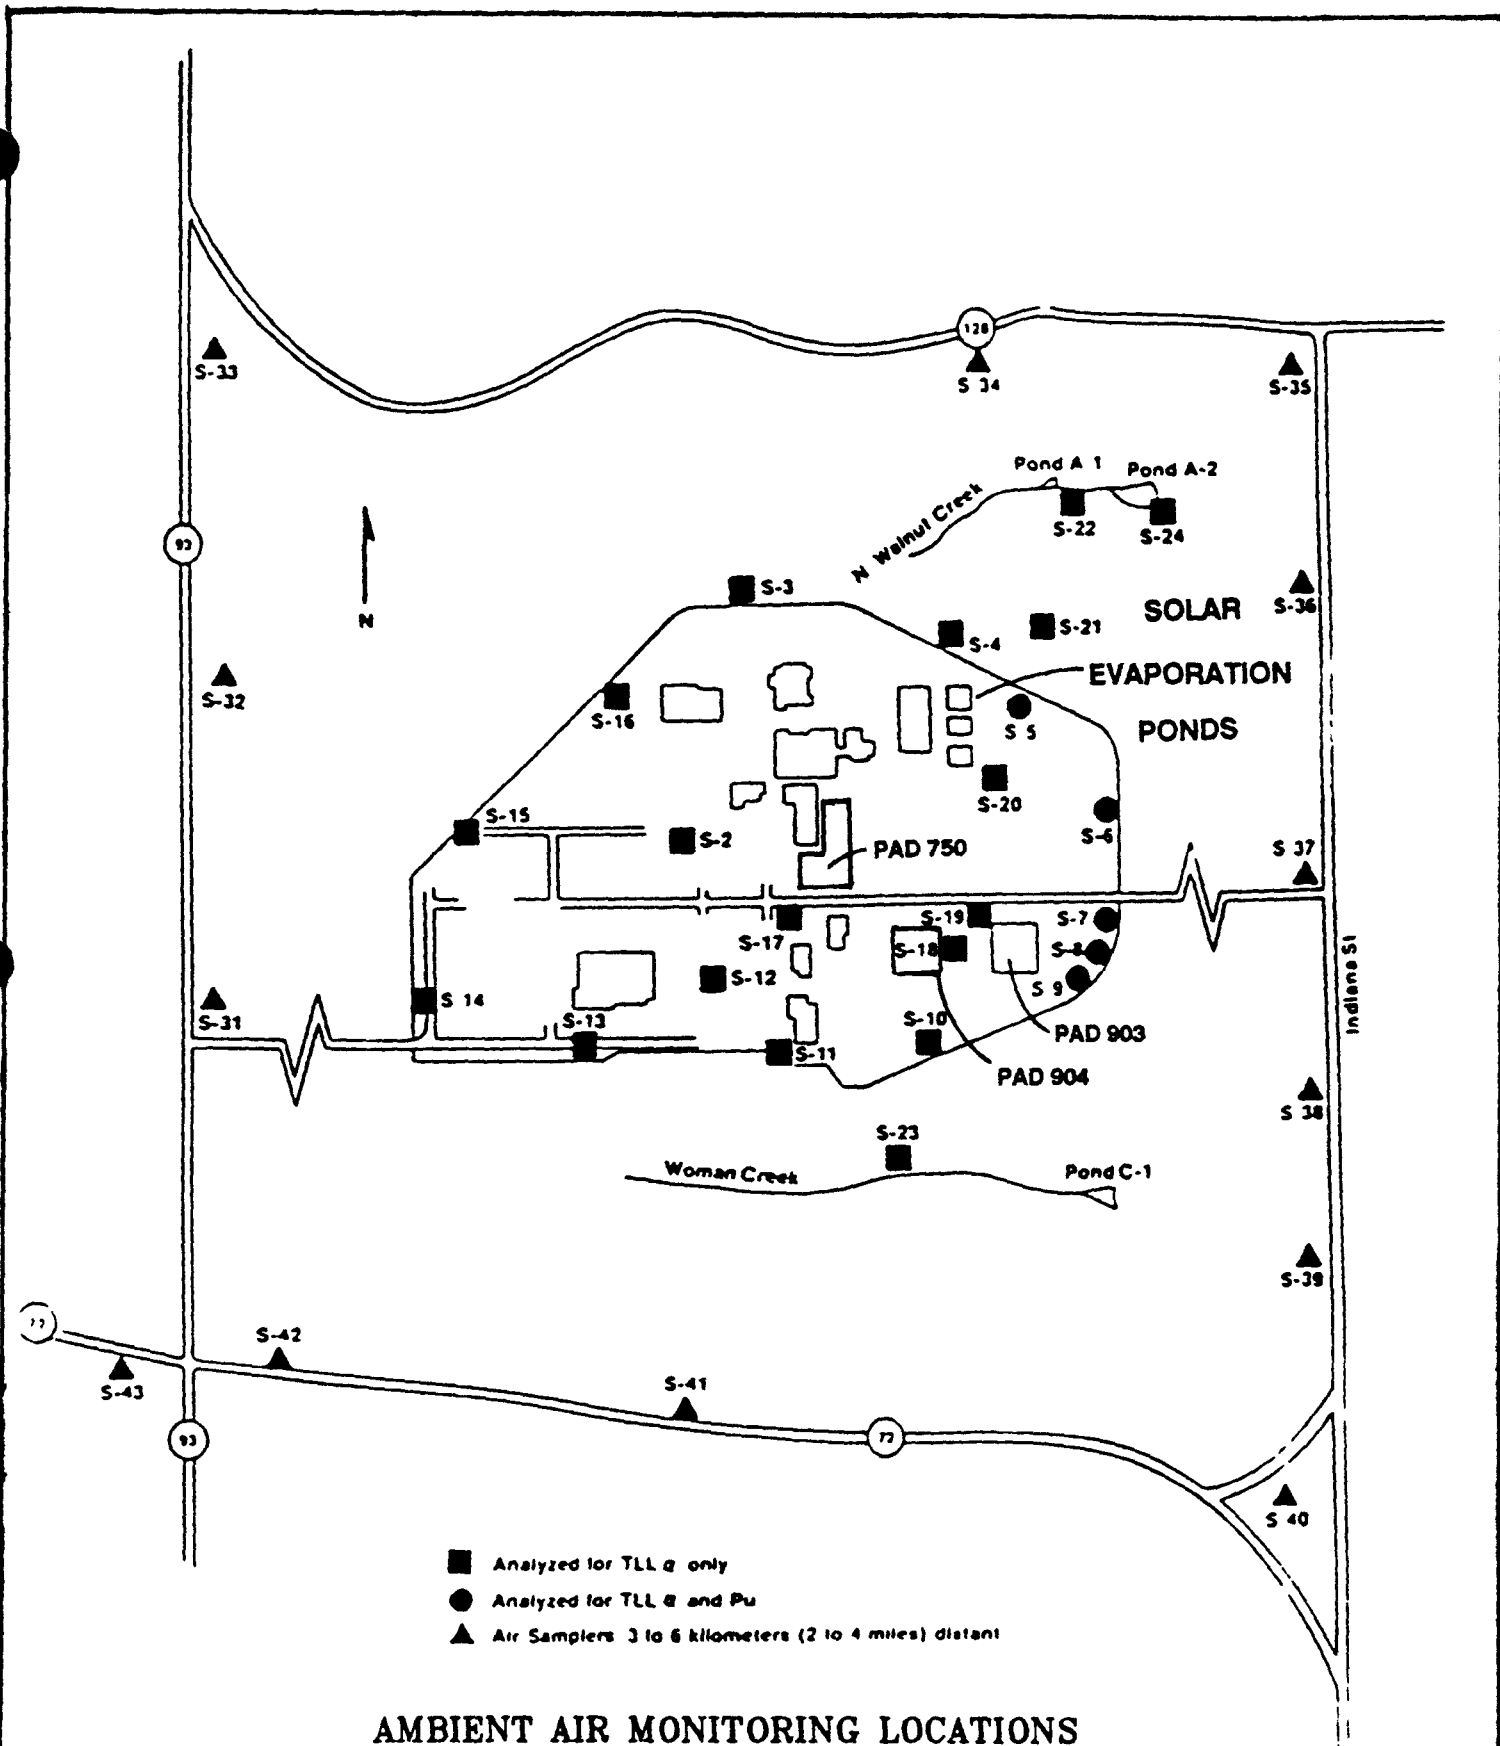 128
S-33
S 34
S-35
Pond A 1
Pond A-2
N Walnut Creek
S-22
S-24
93
N
S-3
S-4
S-21
SOLAR
S-36
EVAPORATION
S-32
S-16
S 5
PONDS
S-20
S-15
S-2
S-6
PAD 750
S 37
S-19
S-7
S-17
S-18
S-8
S-12
S 9
Indiana St
S 14
S-31
S-13
S-10
PAD 903
S-11
PAD 904
S 38
S-23
Woman Creek
Pond C-1
S-39
S-42
S-43
S-41
93
72
S 40
Analyzed for TLL α only
Analyzed for TLL α and Pu
Air Samplers 3 to 6 kilometers (2 to 4 miles) distant
AMBIENT AIR MONITORING LOCATIONS